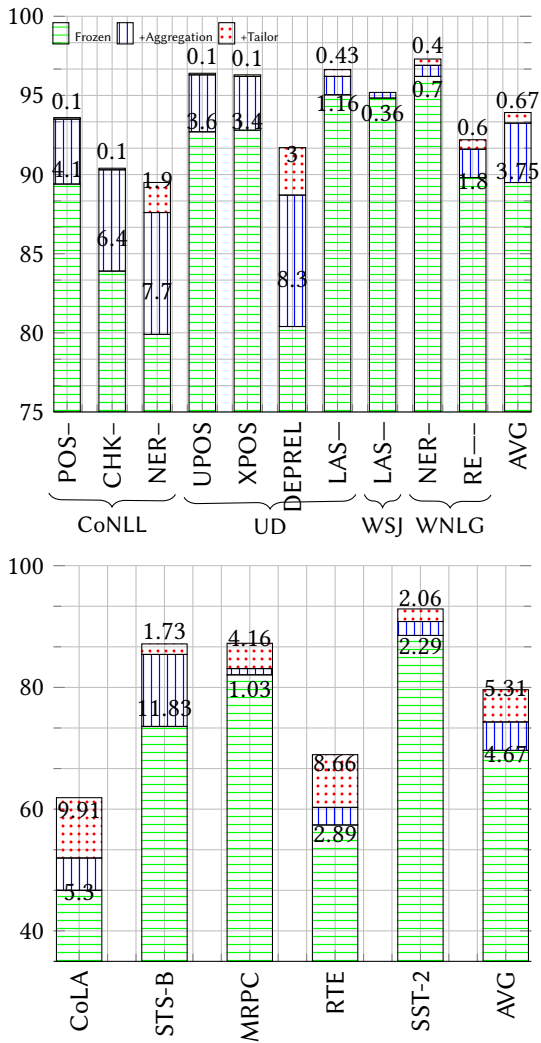 100
95
90
85
80
75
Frozen +Aggregation +Tailor
0.1 0.1 0.43 0.4
0.1 3.6 3.4 1.16 0.36 0.7 0.67
4.1 0.1 1.9 3 0.6 1.8 3.75
6.4 7.7 8.3
POS- CHK- NER- UPOS XPOS DEPREL LAS— LAS— NER- RE—– AVG
CoNLL UD WSJ WNLG
100
80
60
40
2.06
1.73 4.16 2.29
11.83 1.03 5.31
8.66 4.67
9.91 2.89
5.3
CoLA STS-B MRPC RTE SST-2 AVG